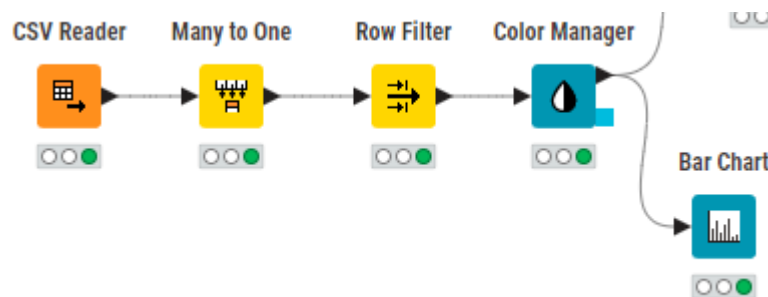 CSV Reader
Many to One
Row Filter
Color Manager
Bar Chart